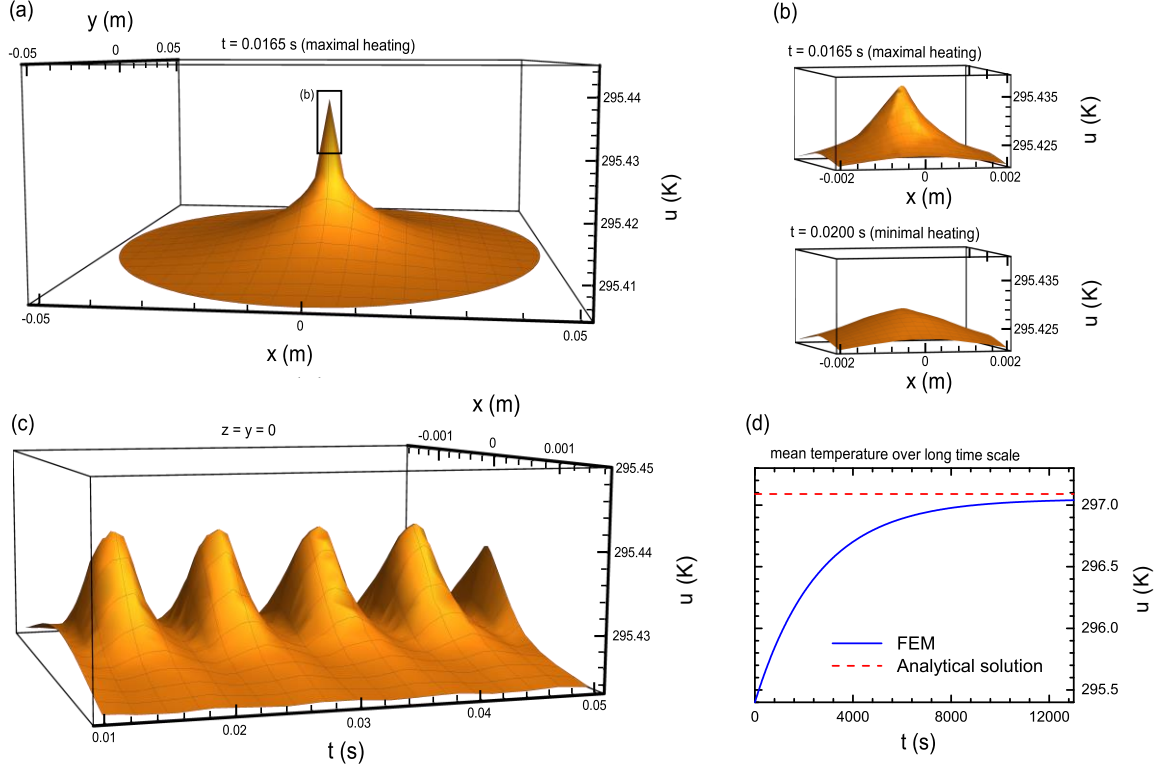 (a)
y (m)
-0.05
0
0.05
t = 0.0165 s (maximal heating)
(b)
295.44
295.43
295.42
295.41
u (K)
-0.05
0
0.05
x (m)
(b)
t = 0.0165 s (maximal heating)
295.435
295.425
u (K)
-0.002
0
0.002
x (m)
t = 0.0200 s (minimal heating)
295.435
295.425
u (K)
-0.002
0
0.002
x (m)
(c)
z = y = 0
x (m)
-0.001
0
0.001
295.45
295.44
295.43
u (K)
0.01
0.02
0.03
0.04
0.05
t (s)
(d)
mean temperature over long time scale
297.0
296.5
296.0
295.5
u (K)
FEM
Analytical solution
0
4000
8000
12000
t (s)